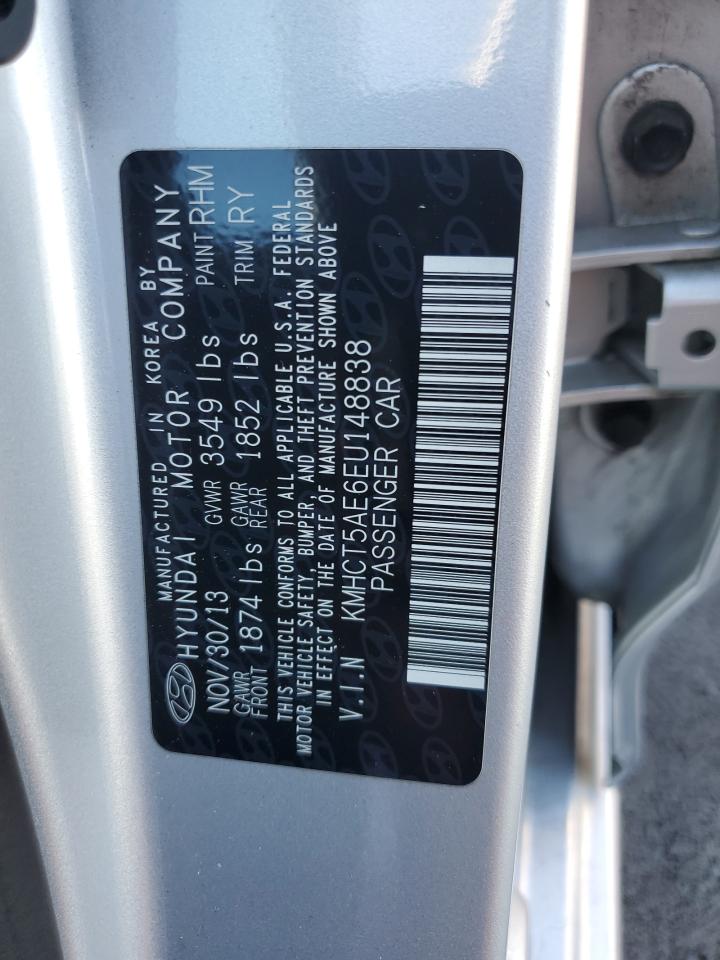 MANUFACTURED IN KOREA BY
HYUNDAI MOTOR COMPANY
NOV/30/13 GVWR 3549 lbs PAINT RHM
GAWR FRONT 1874 lbs GAWR REAR 1852 lbs TRIM RY
THIS VEHICLE CONFORMS TO ALL APPLICABLE U.S.A. FEDERAL
MOTOR VEHICLE SAFETY, BUMPER, AND THEFT PREVENTION STANDARDS
IN EFFECT ON THE DATE OF MANUFACTURE SHOWN ABOVE
V.I.N KMHCT5AE6EU148838
PASSENGER CAR